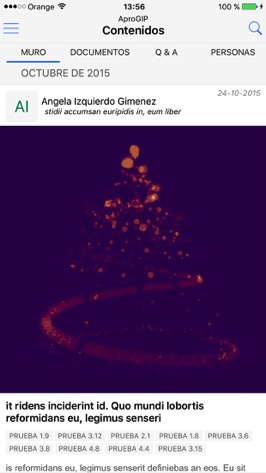 Orange 13:56 100 %
AproGIP
Contenidos
MURO DOCUMENTOS Q & A PERSONAS
OCTUBRE DE 2015
24-10-2015
AI Angela Izquierdo Gimenez
stidii accumsan euripidis in, eum liber
it ridens inciderint id. Quo mundi lobortis
reformidans eu, legimus senseri
PRUEBA 1.9 PRUEBA 3.12 PRUEBA 2.1 PRUEBA 1.8 PRUEBA 3.6
PRUEBA 3.8 PRUEBA 4.8 PRUEBA 4.4 PRUEBA 3.15
is reformidans eu, legimus senserit definiebas an eos. Eu sit